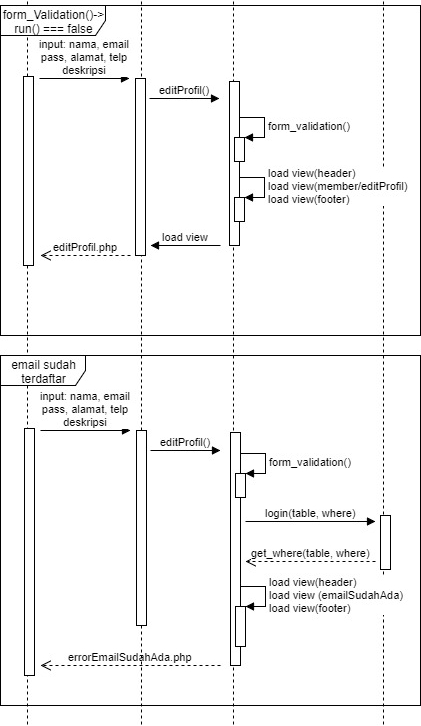 form_Validation()->
run() === false
input: nama, email
pass, alamat, telp
deskripsi
editProfil()
form_validation()
load view(header)
load view(member/editProfil)
load view(footer)
load view
editProfil.php
email sudah
terdaftar
input: nama, email
pass, alamat, telp
deskripsi
editProfil()
form_validation()
login(table, where)
get_where(table, where)
load view(header)
load view (emailSudahAda)
load view(footer)
errorEmailSudahAda.php